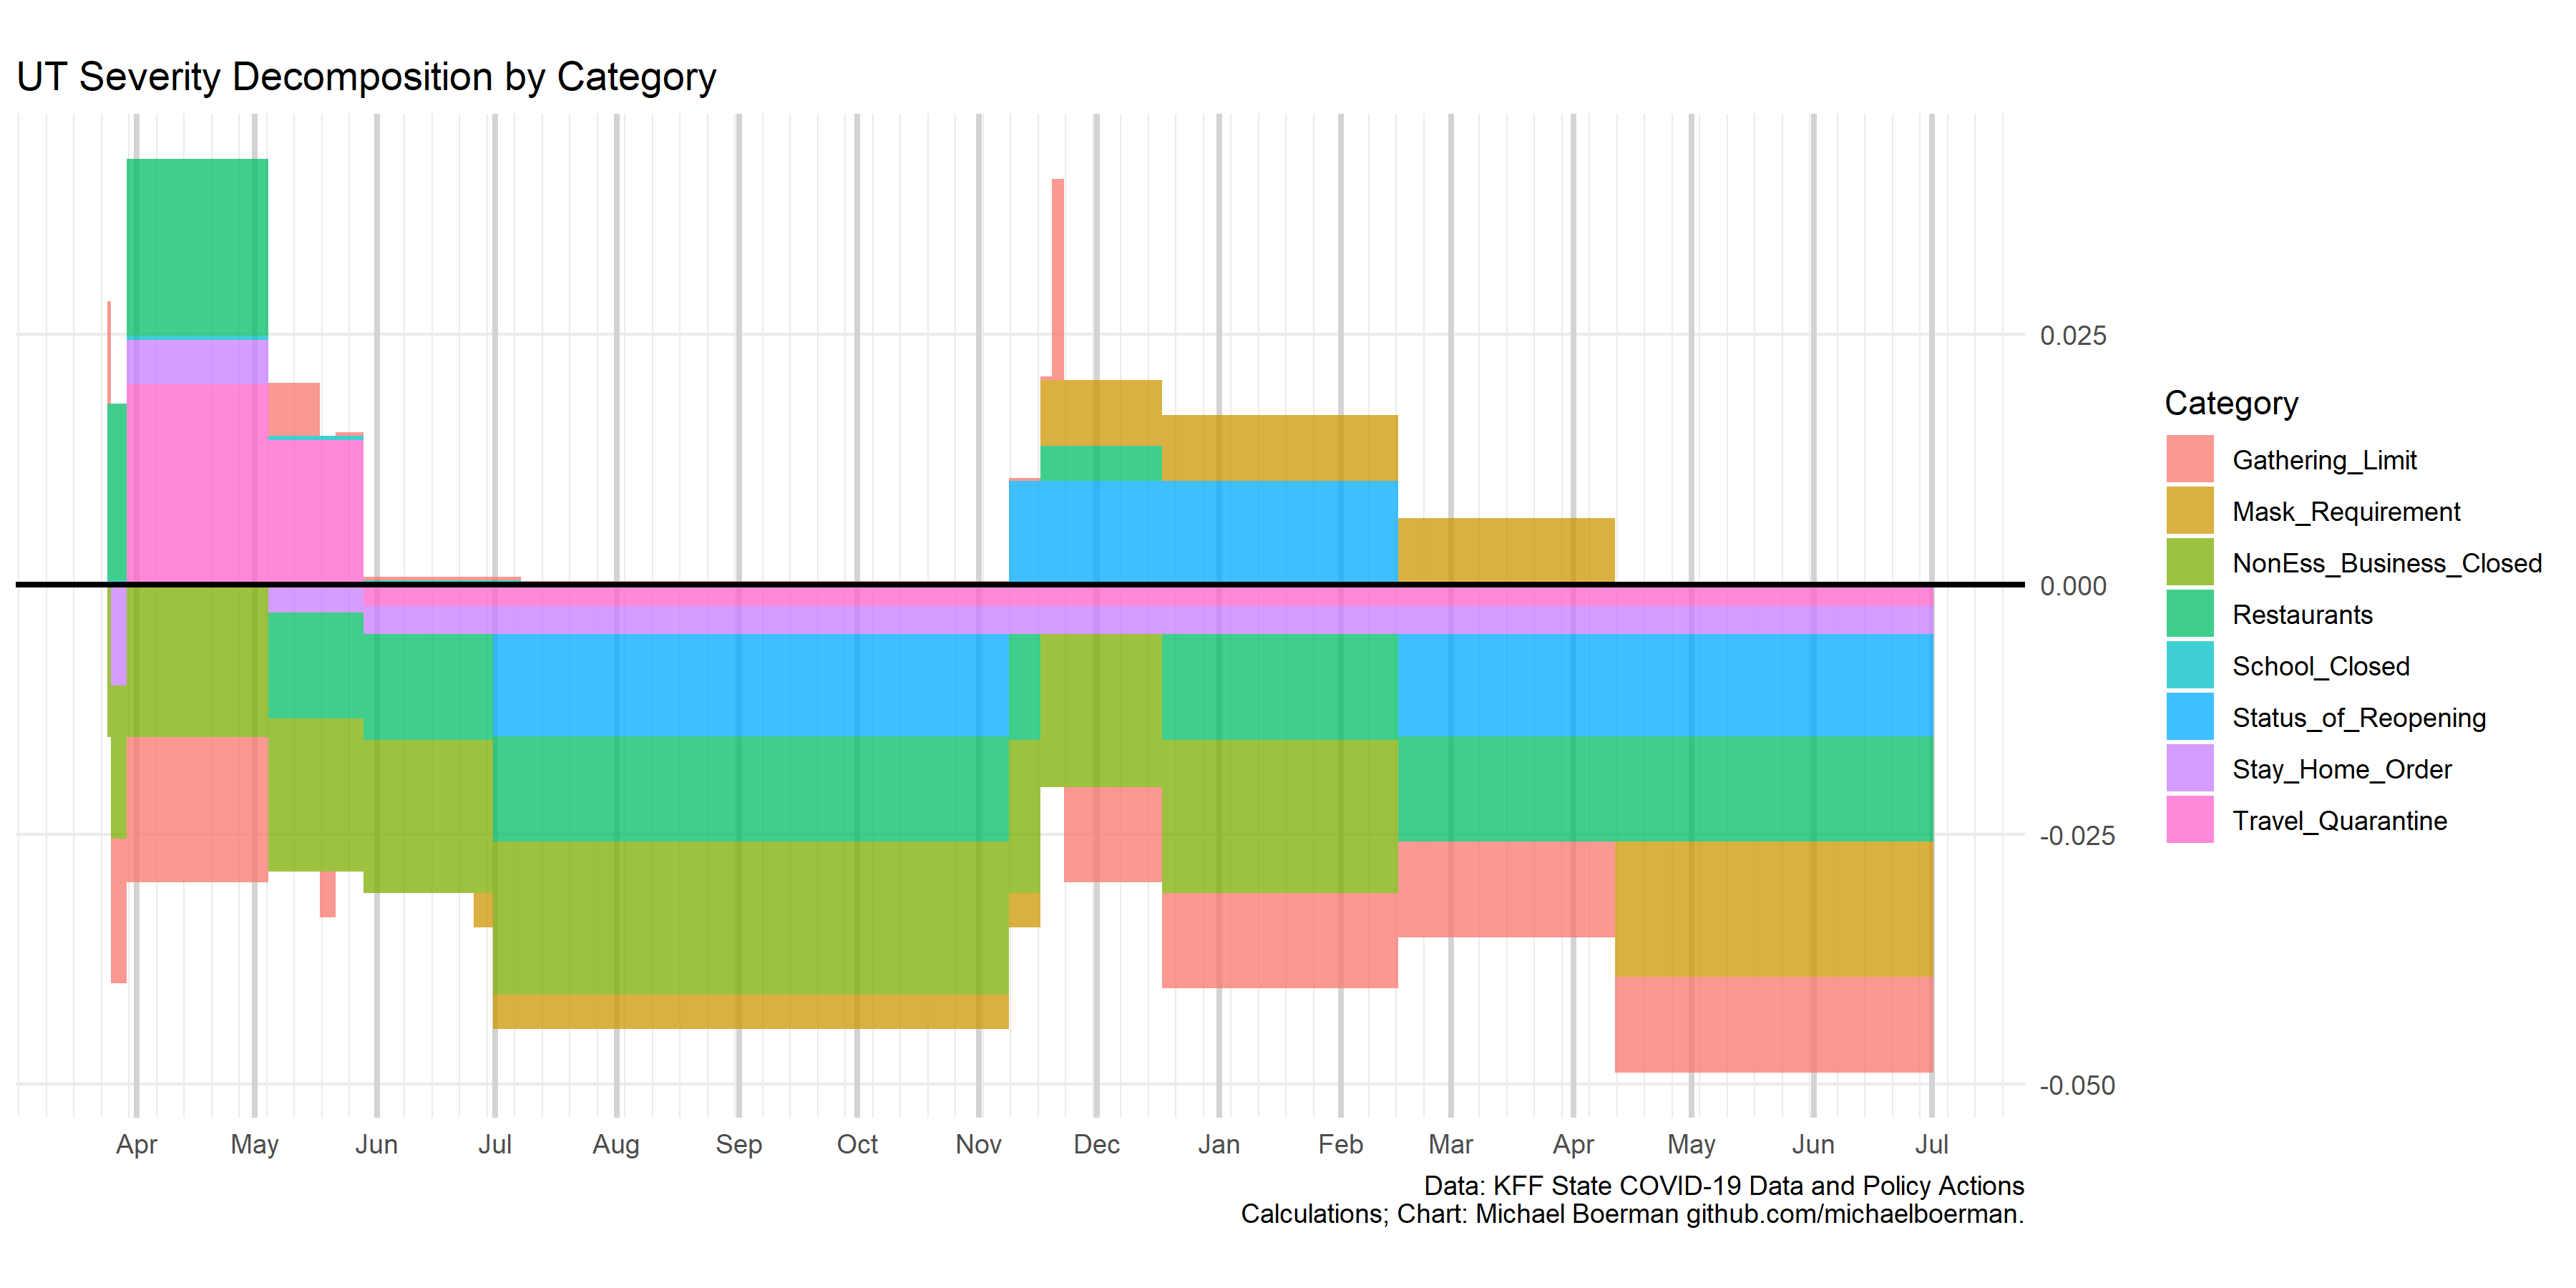 UT Severity Decomposition by Category
0.025
0.000
-0.025
-0.050
Apr May Jun Jul Aug Sep Oct Nov Dec Jan Feb Mar Apr May Jun Jul
Category
Gathering_Limit
Mask_Requirement
NonEss_Business_Closed
Restaurants
School_Closed
Status_of_Reopening
Stay_Home_Order
Travel_Quarantine
Data: KFF State COVID-19 Data and Policy Actions
Calculations; Chart: Michael Boerman github.com/michaelboerman.